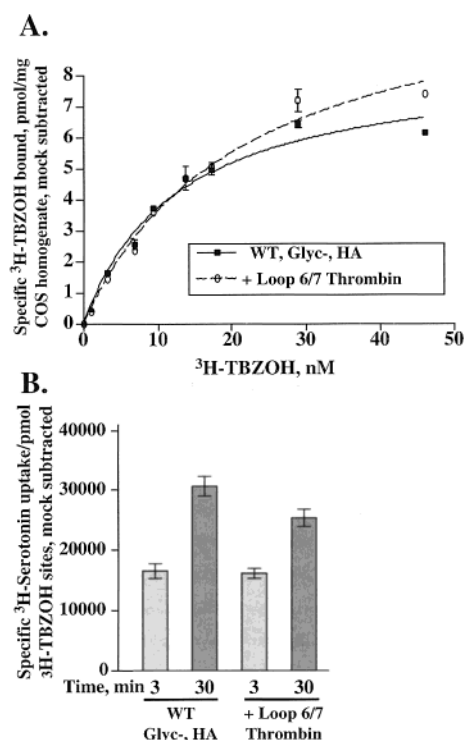 A.
Specific ³H-TBZOH bound, pmol/mg
COS homogenate, mock subtracted
8
7
6
5
4
3
2
1
0
WT, Glyc-, HA
+ Loop 6/7 Thrombin
0 10 20 30 40 50
³H-TBZOH, nM
B.
Specific ³H-Serotonin uptake/pmol
³H-TBZOH sites, mock subtracted
40000
30000
20000
10000
0
Time, min 3 30 3 30
WT + Loop 6/7
Glyc-, HA Thrombin